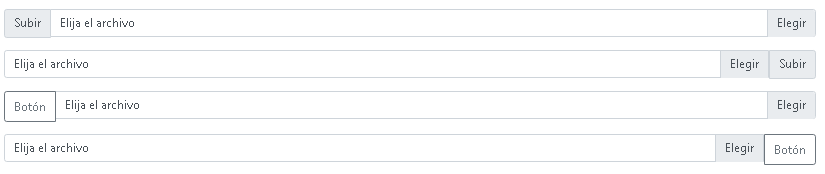 Subir Elija el archivo Elegir
Elija el archivo Elegir Subir
Botón Elija el archivo Elegir
Elija el archivo Elegir Botón